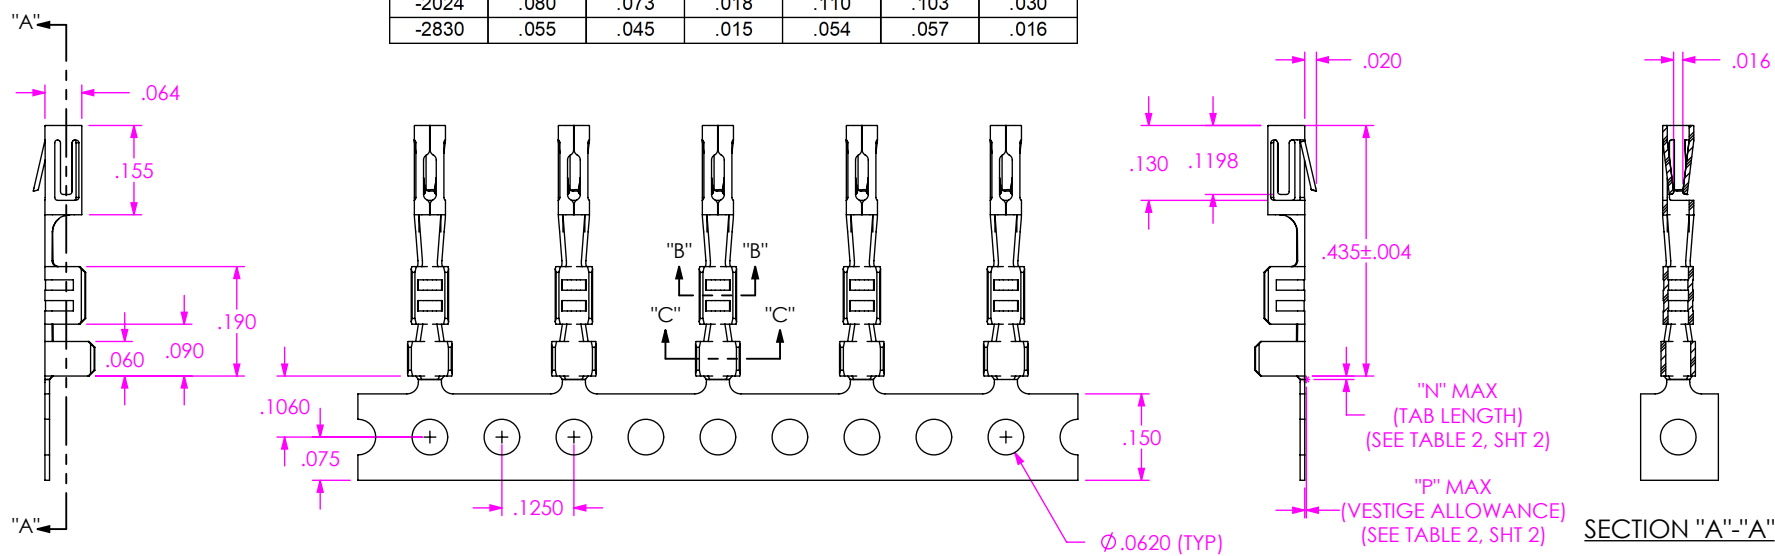 -2024 .080 .073 .018 .110 .103 .030
-2830 .055 .045 .015 .054 .057 .016
"A"
.064
.155
.190
.090
.060
"A"
"B" "B"
"C" "C"
.1060
.075
.1250
.150
Ø.0620 (TYP)
.020
.130
.1198
.435±.004
"N" MAX
(TAB LENGTH)
(SEE TABLE 2, SHT 2)
"P" MAX
(VESTIGE ALLOWANCE)
(SEE TABLE 2, SHT 2)
.016
SECTION "A"-"A"